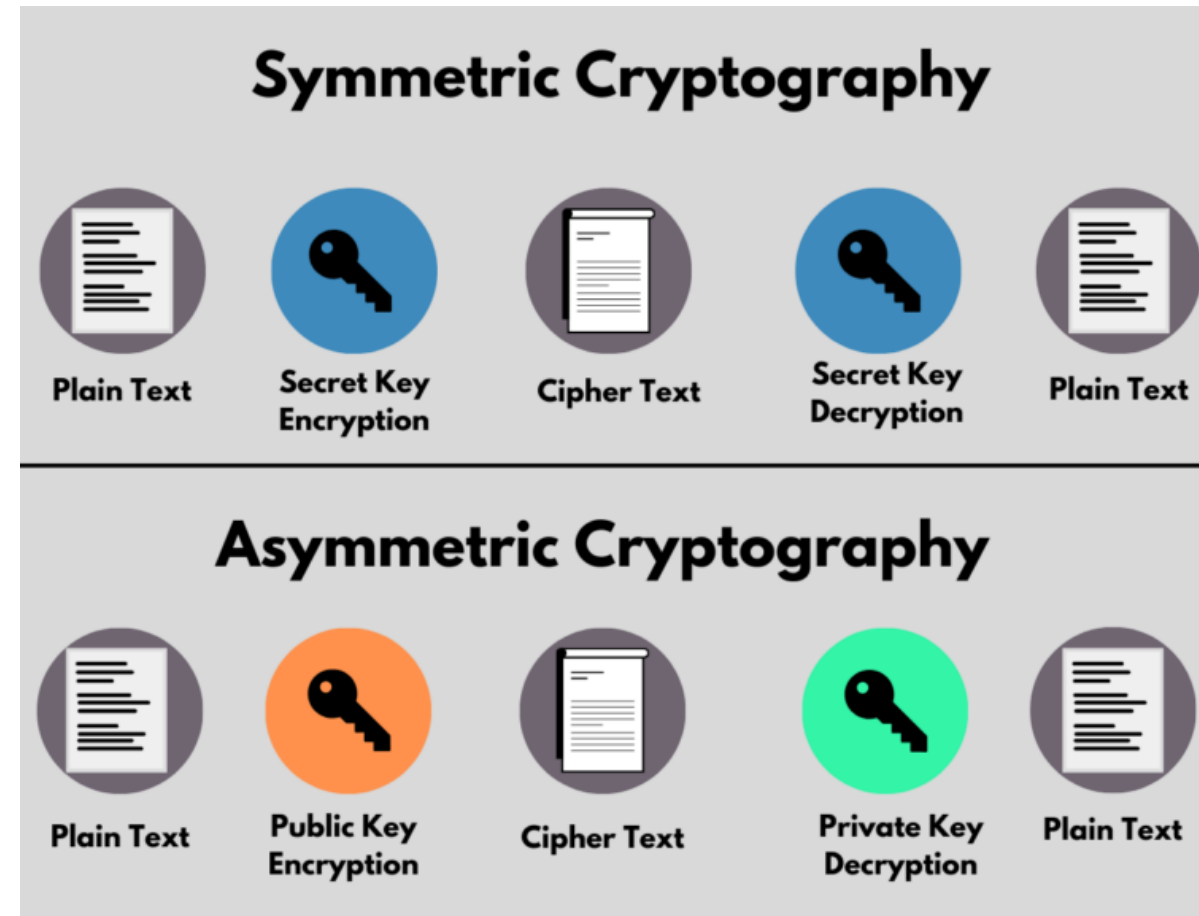 Symmetric Cryptography
Plain Text
Secret Key
Encryption
Cipher Text
Secret Key
Decryption
Plain Text
Asymmetric Cryptography
Plain Text
Public Key
Encryption
Cipher Text
Private Key
Decryption
Plain Text